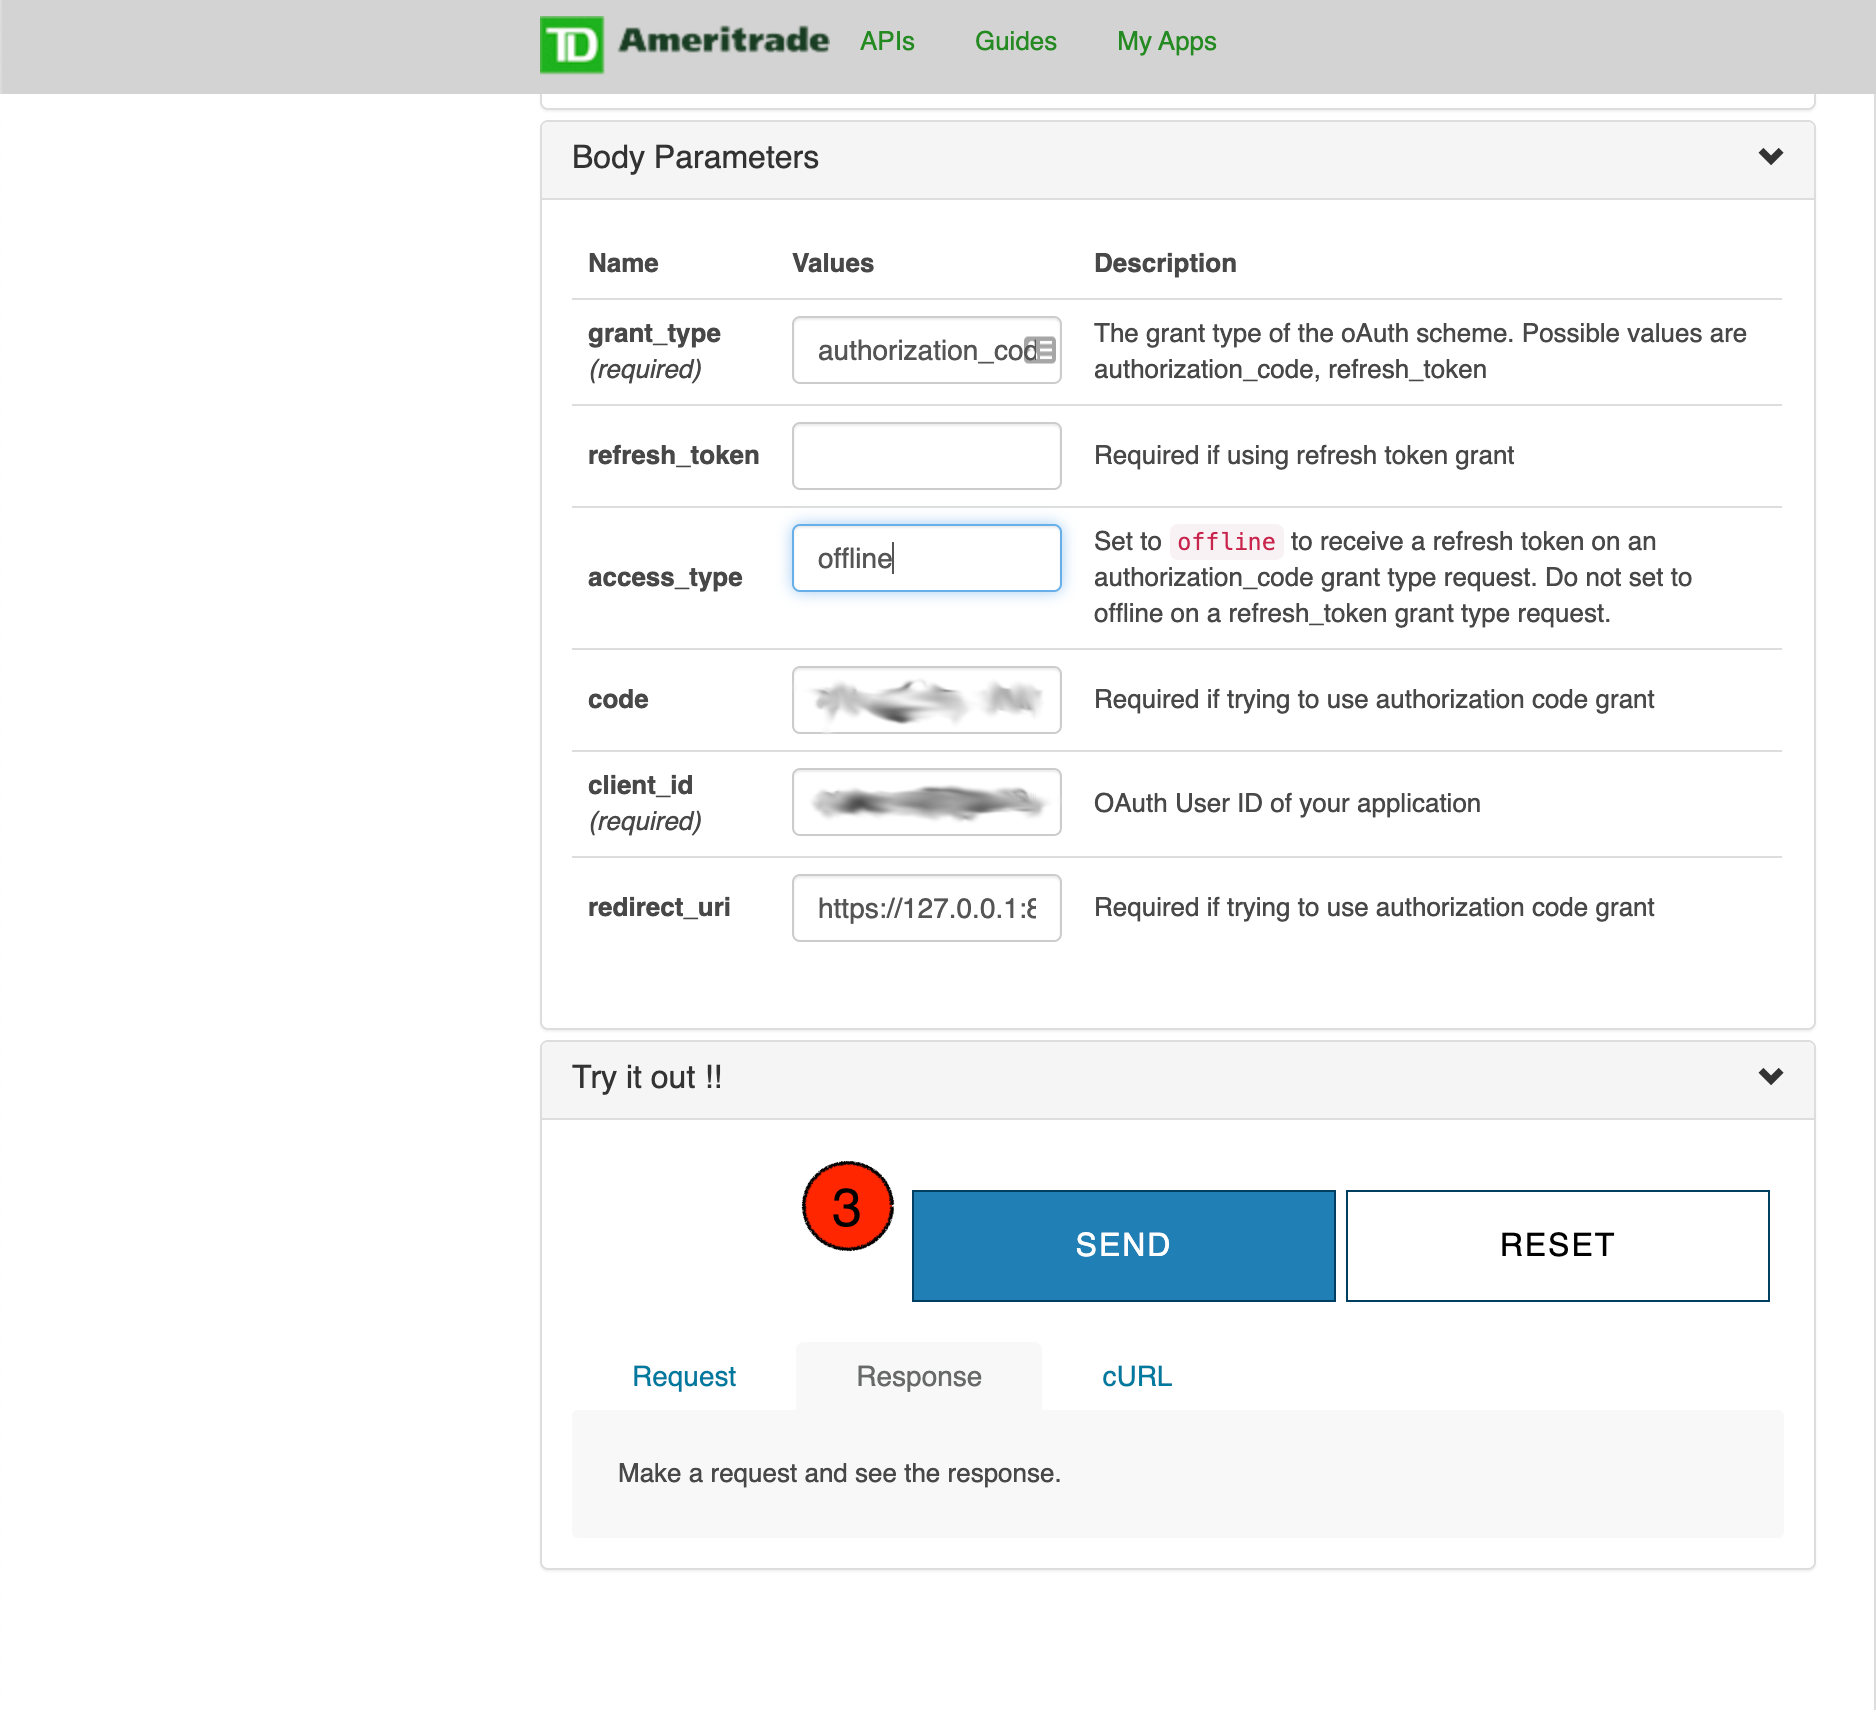 TD Ameritrade APIs Guides My Apps
Body Parameters
Name Values Description
grant_type
(required)
authorization_cod
The grant type of the oAuth scheme. Possible values are
authorization_code, refresh_token
refresh_token
Required if using refresh token grant
access_type
offline
Set to offline to receive a refresh token on an
authorization_code grant type request. Do not set to
offline on a refresh_token grant type request.
code
Required if trying to use authorization code grant
client_id
(required)
OAuth User ID of your application
redirect_uri
https://127.0.0.1:8
Required if trying to use authorization code grant
Try it out !!
3
SEND RESET
Request Response cURL
Make a request and see the response.